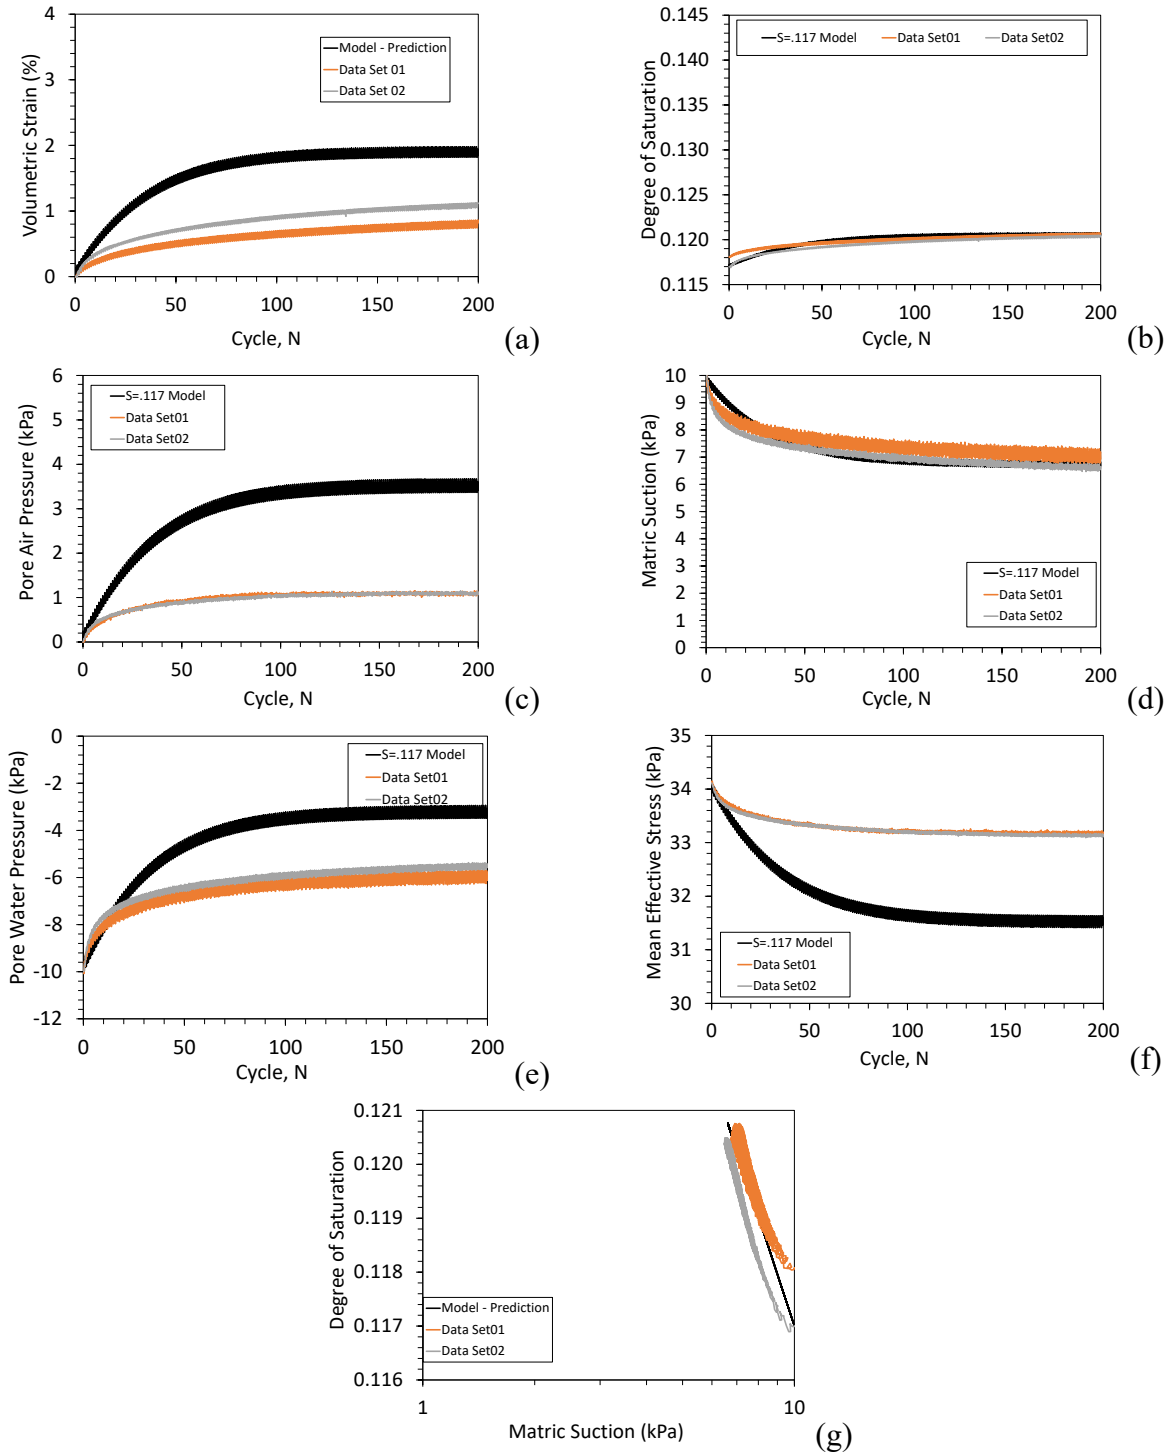 4
3
2
1
0
Volumetric Strain (%)
Model - Prediction
Data Set 01
Data Set 02
0 50 100 150 200
Cycle, N
(a)
0.145
0.140
0.135
0.130
0.125
0.120
0.115
Degree of Saturation
S=.117 Model Data Set01 Data Set02
0 50 100 150 200
Cycle, N
(b)
6
5
4
3
2
1
0
Pore Air Pressure (kPa)
S=.117 Model
Data Set01
Data Set02
0 50 100 150 200
Cycle, N
(c)
10
9
8
7
6
5
4
3
2
1
0
Matric Suction (kPa)
S=.117 Model
Data Set01
Data Set02
0 50 100 150 200
Cycle, N
(d)
0
-2
-4
-6
-8
-10
-12
Pore Water Pressure (kPa)
S=.117 Model
Data Set01
Data Set02
0 50 100 150 200
Cycle, N
(e)
35
34
33
32
31
30
Mean Effective Stress (kPa)
S=.117 Model
Data Set01
Data Set02
0 50 100 150 200
Cycle, N
(f)
0.121
0.120
0.119
0.118
0.117
0.116
Degree of Saturation
Model - Prediction
Data Set01
Data Set02
1 10
Matric Suction (kPa)
(g)